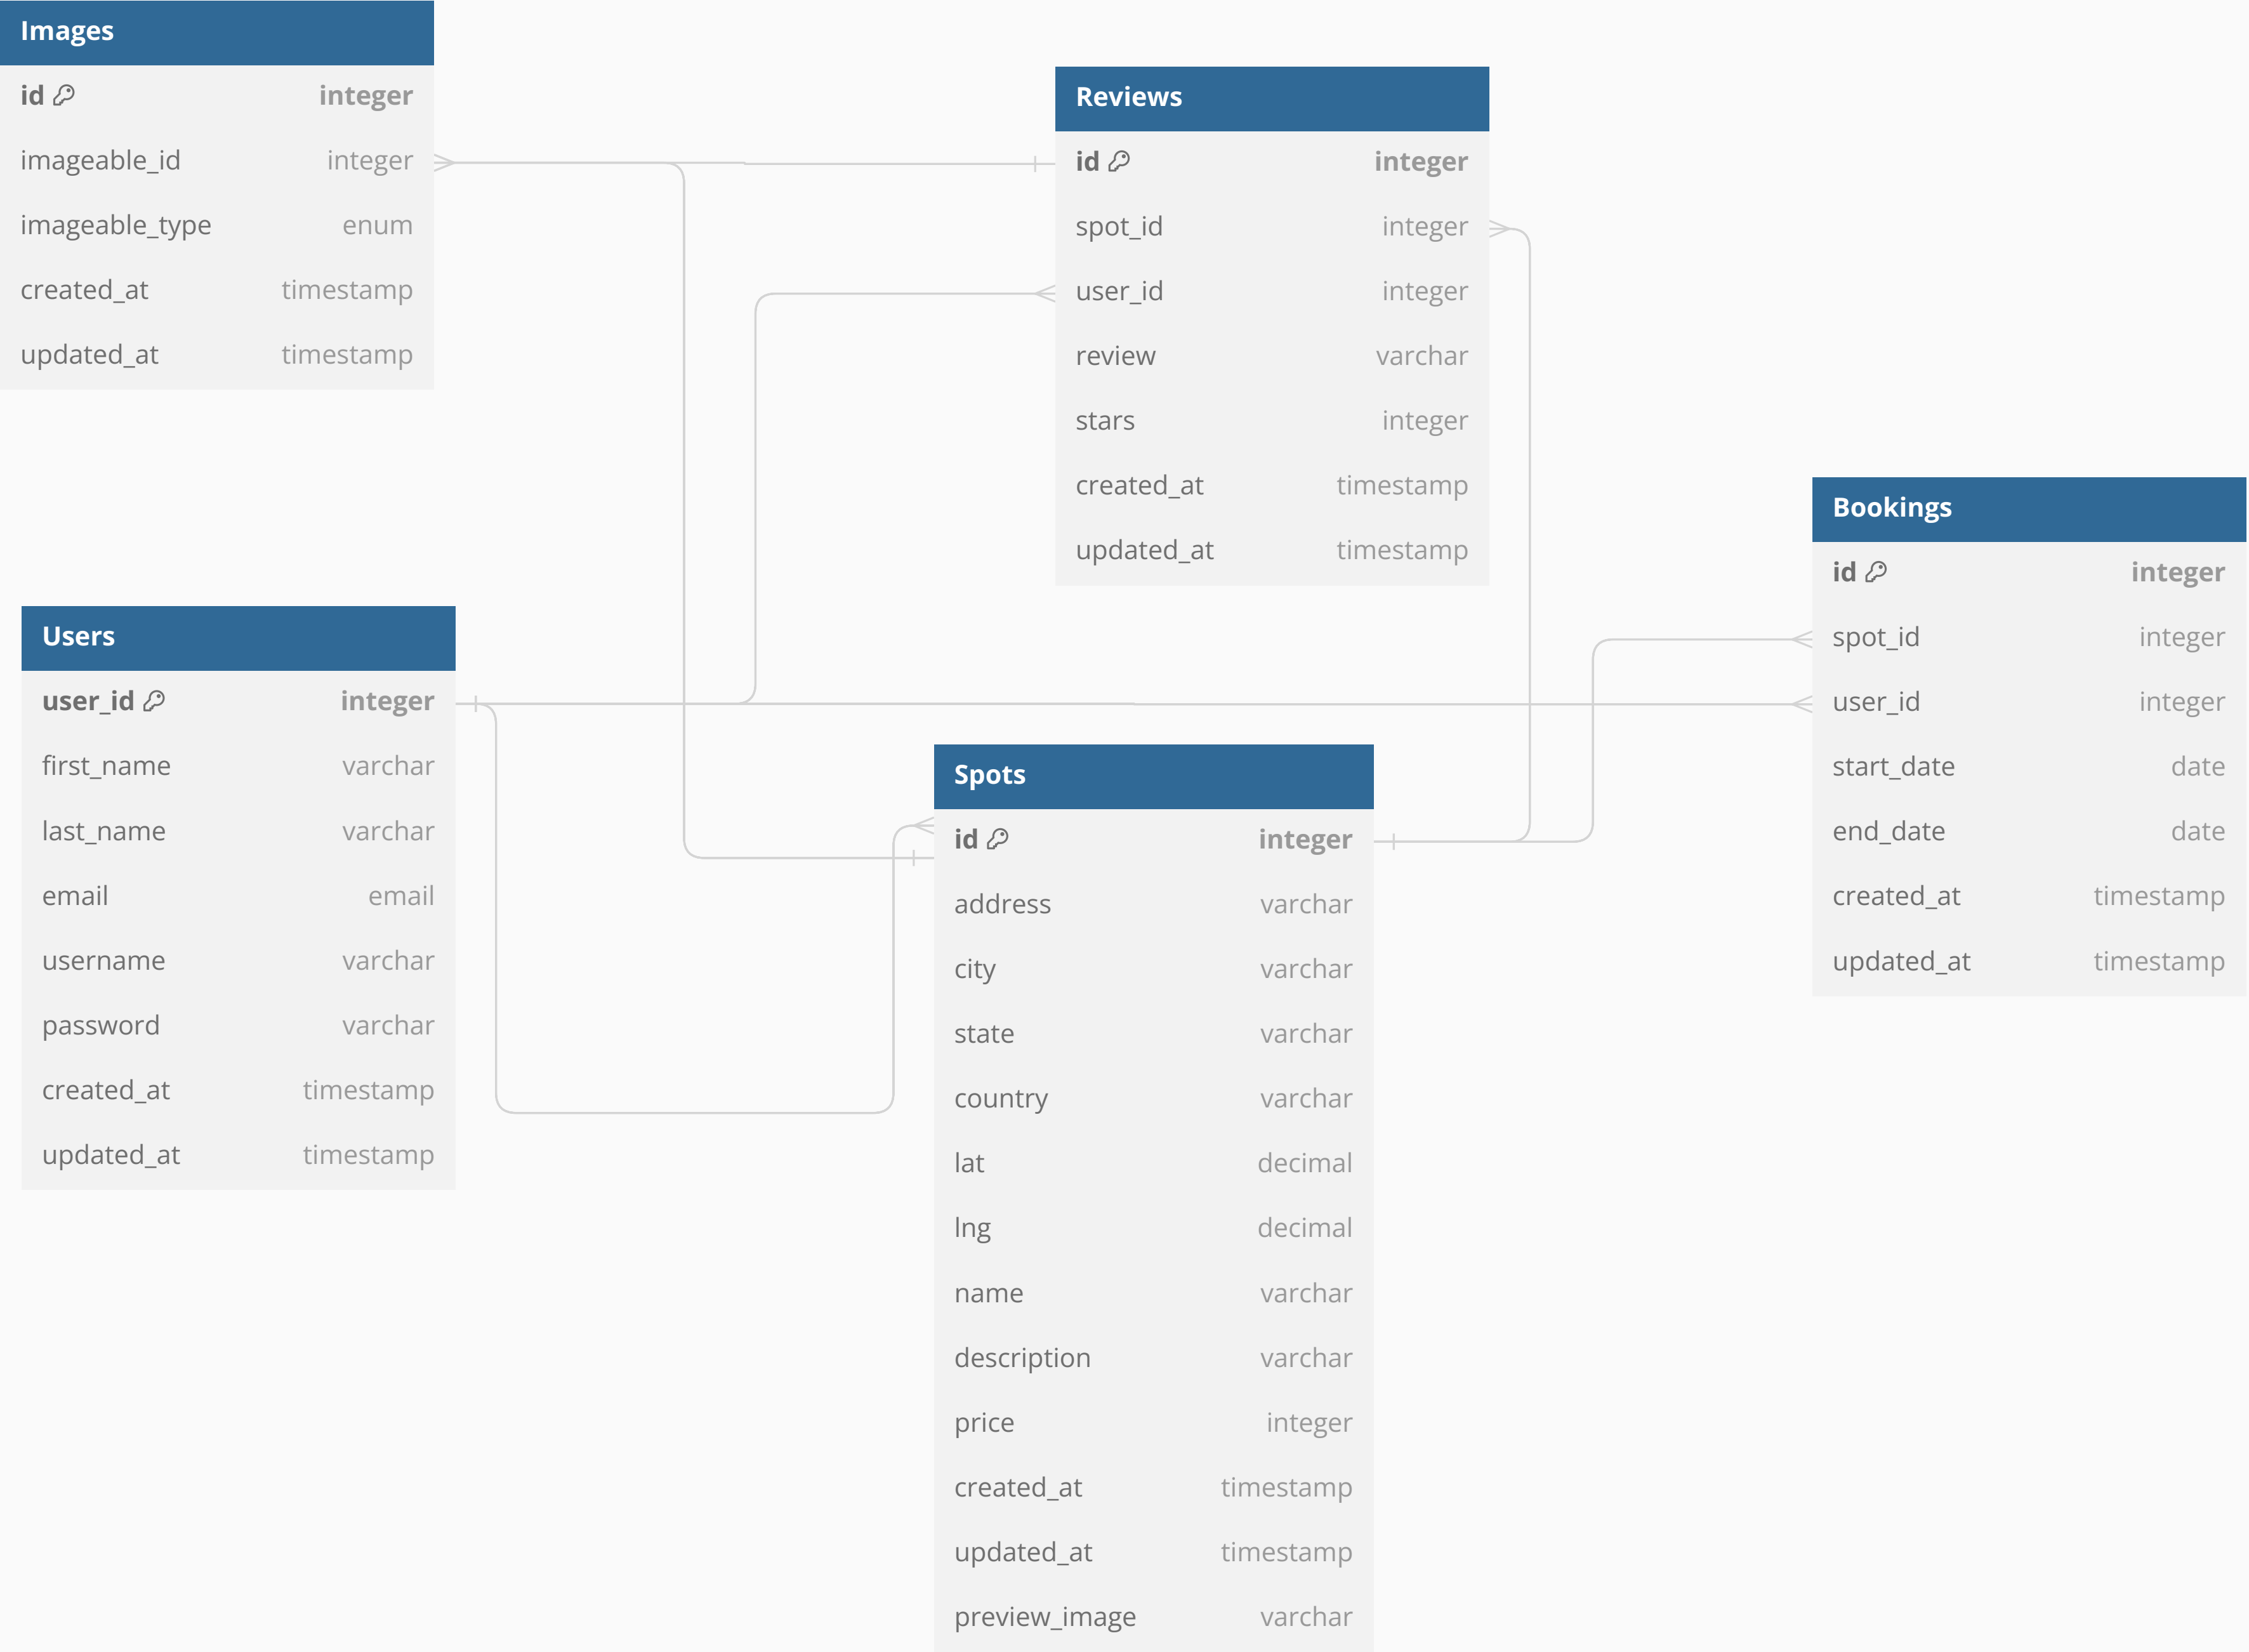 Images
id integer
imageable_id integer
imageable_type enum
created_at timestamp
updated_at timestamp
Reviews
id integer
spot_id integer
user_id integer
review varchar
stars integer
created_at timestamp
updated_at timestamp
Bookings
id integer
spot_id integer
user_id integer
start_date date
end_date date
created_at timestamp
updated_at timestamp
Users
user_id integer
first_name varchar
last_name varchar
email email
username varchar
password varchar
created_at timestamp
updated_at timestamp
Spots
id integer
address varchar
city varchar
state varchar
country varchar
lat decimal
lng decimal
name varchar
description varchar
price integer
created_at timestamp
updated_at timestamp
preview_image varchar